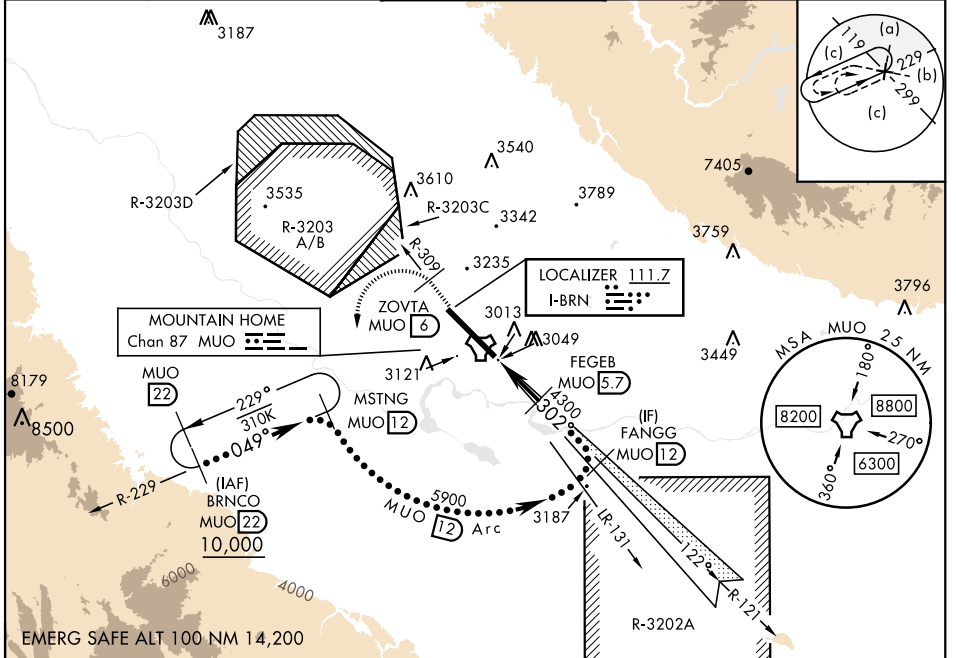 3187
(a)
(c)
119
229
(b)
299
(c)
3540
7405
3610
R-3203D
3535
3789
R-3203C
R-3203
A/B
3342
3759
R-309
3235
LOCALIZER 111.7
I-BRN
3796
ZOVTA
MUO 6
3013
MOUNTAIN HOME
Chan 87 MUO
3049
3449
MSA MUO 25 NM
180°
3121
FEGEB
MUO 5.7
8179
MUO
22
229°
310K
MSTNG
MUO 12
4300
302°
(IF)
FANGG
MUO 12
8200
8800
8500
049°
270°
6300
360°
R-229
(IAF)
BRNCO
MUO 22
10,000
5900
MUO 12 Arc
3187
LR-131
122°
R-121
6000
4000
R-3202A
EMERG SAFE ALT 100 NM 14,200